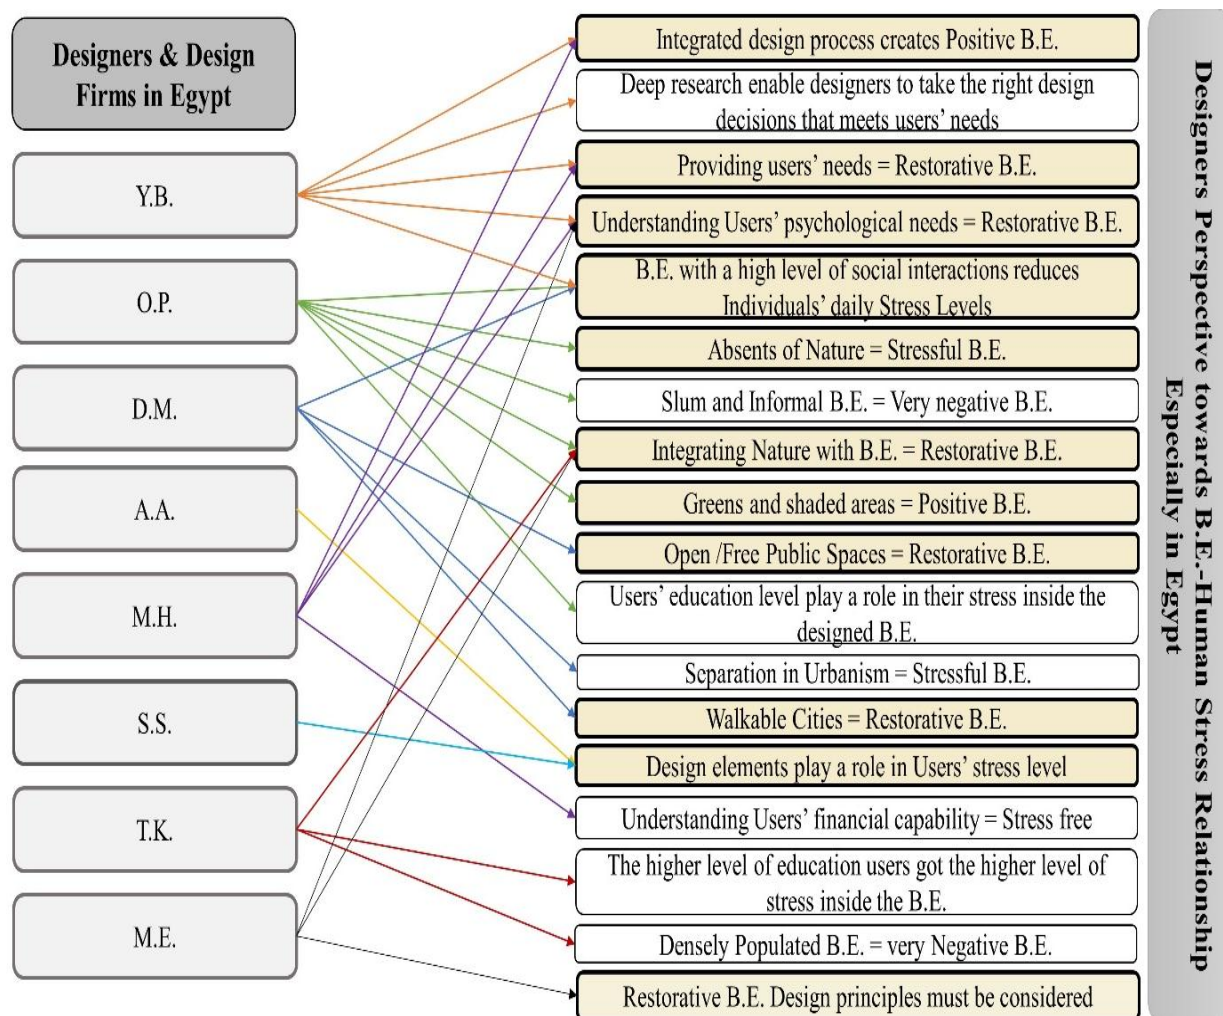 Designers & Design
Firms in Egypt
Y.B.
O.P.
D.M.
A.A.
M.H.
S.S.
T.K.
M.E.
Integrated design process creates Positive B.E.
Deep research enable designers to take the right design
decisions that meets users' needs
Providing users' needs = Restorative B.E.
Understanding Users' psychological needs = Restorative B.E.
B.E. with a high level of social interactions reduces
Individuals' daily Stress Levels
Absents of Nature = Stressful B.E.
Slum and Informal B.E. = Very negative B.E.
Integrating Nature with B.E. = Restorative B.E.
Greens and shaded areas = Positive B.E.
Open /Free Public Spaces = Restorative B.E.
Users' education level play a role in their stress inside the
designed B.E.
Separation in Urbanism = Stressful B.E.
Walkable Cities = Restorative B.E.
Design elements play a role in Users' stress level
Understanding Users' financial capability = Stress free
The higher level of education users got the higher level of
stress inside the B.E.
Densely Populated B.E. = very Negative B.E.
Restorative B.E. Design principles must be considered
Designers Perspective towards B.E.-Human Stress Relationship
Especially in Egypt